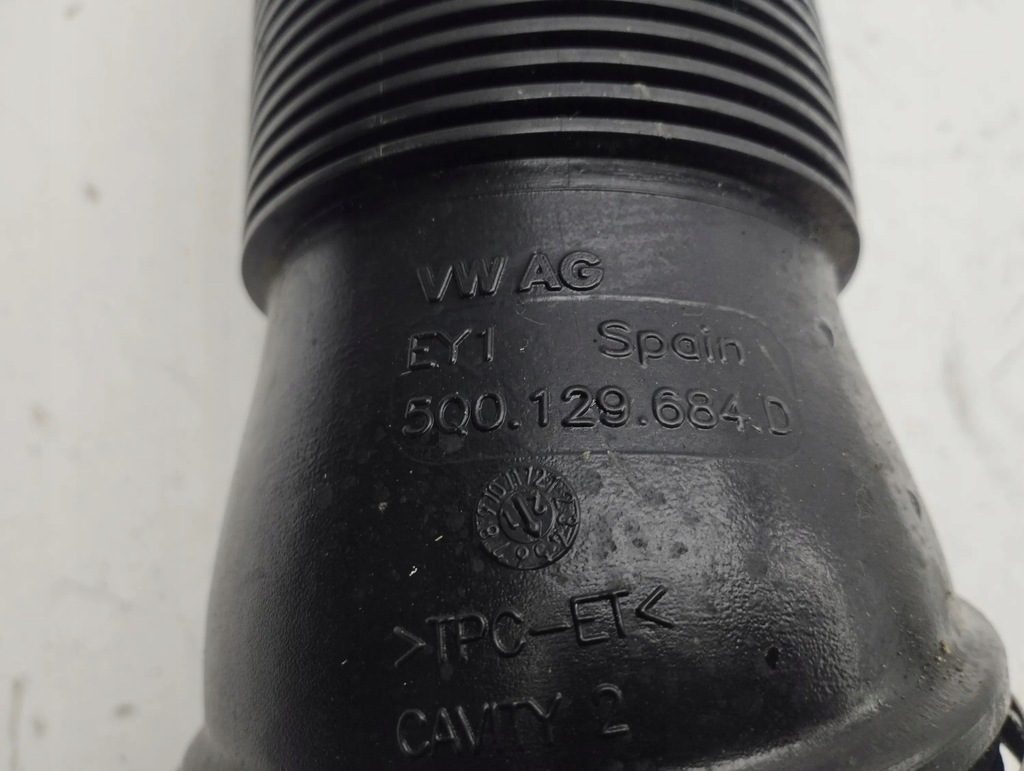 VW AG
EY1 Spain
5Q0.129.684.D
>TPC-ET<
CAVITY 2